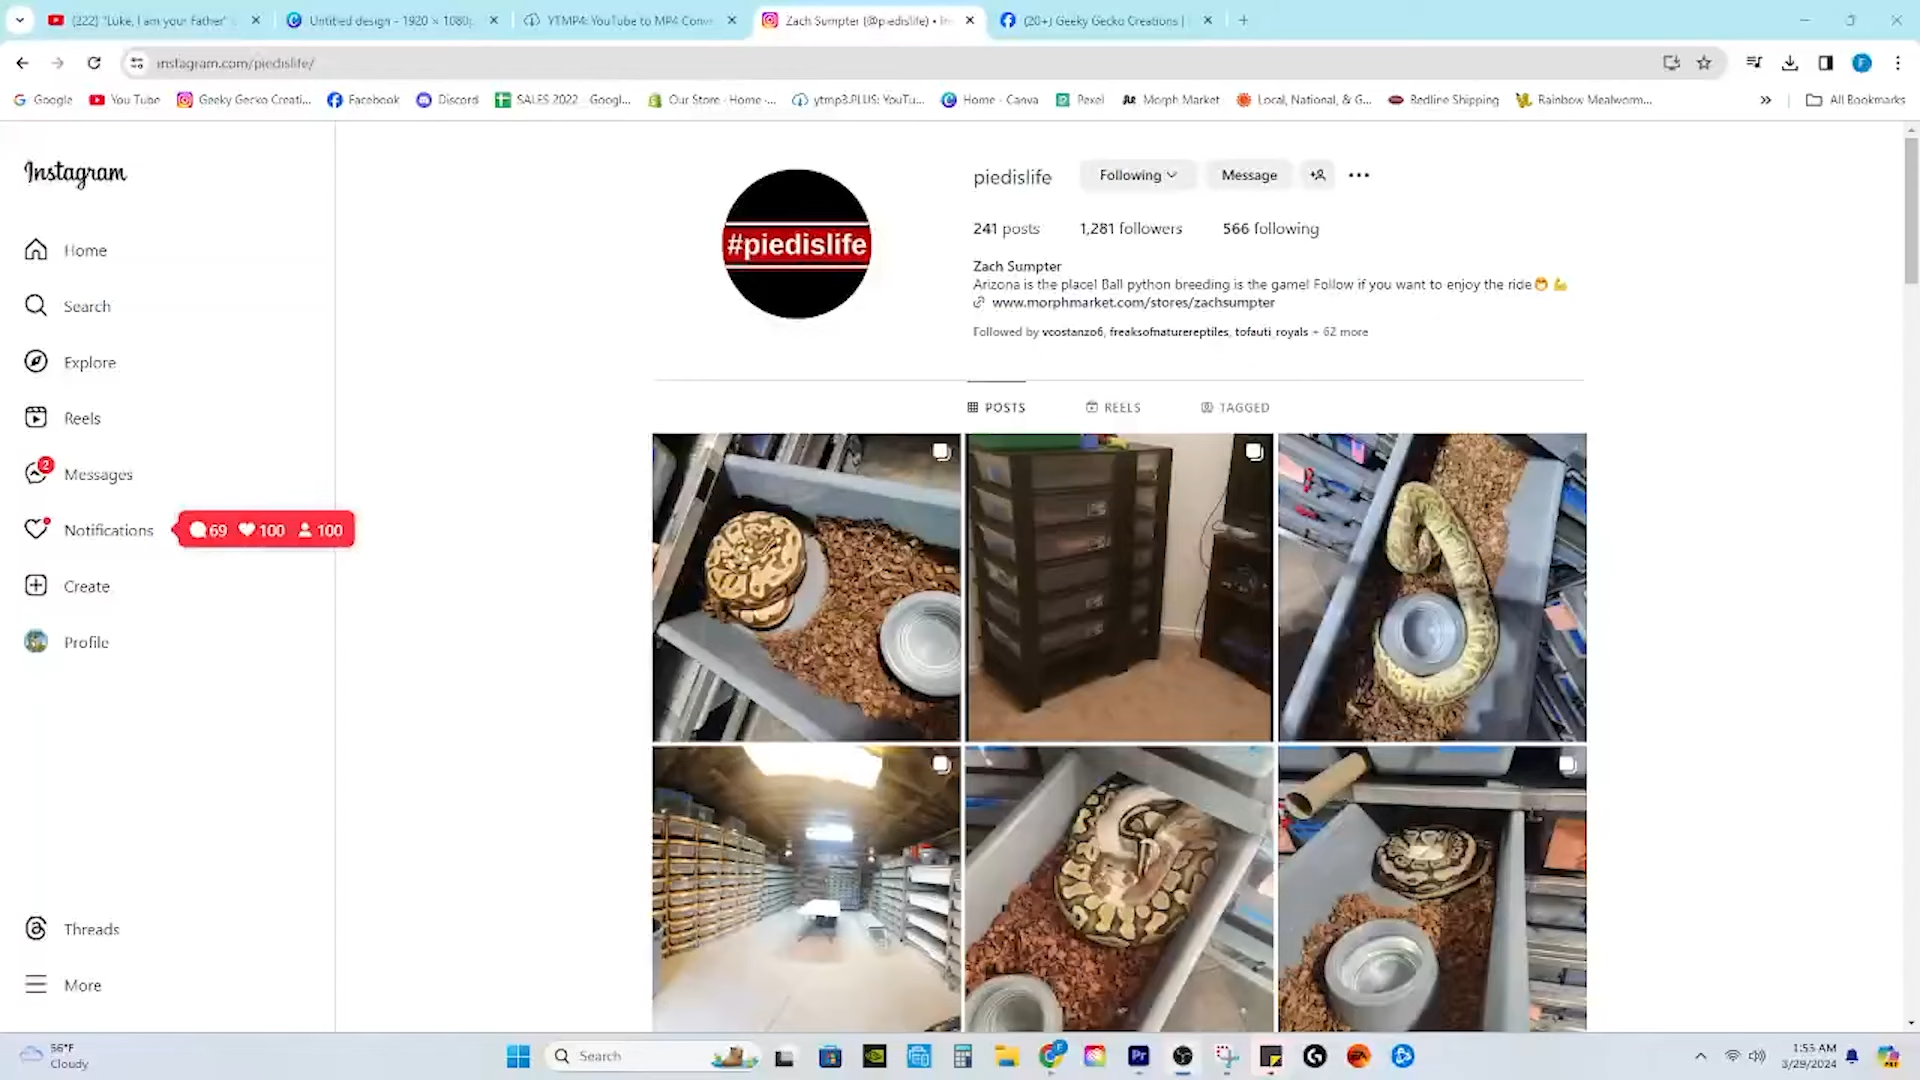 (222) "Luke, I am your Father"
Untitled design - 1920 × 1080
YTMP4: YouTube to MP4 Conv
Zach Sumpter (@piedislife) • In
(20+) Geeky Gecko Creations |
instagram.com/piedislife/
Google
YouTube
Geeky Gecko Creati...
Facebook
Discord
SALES 2022 - Googl...
Our Store - Home -...
ytmp3.PLUS: YouTu...
Home - Canva
Pexel
Morph Market
Local, National, & G...
Redline Shipping
Rainbow Mealworm...
All Bookmarks
Instagram
Home
Search
Explore
Reels
2
Messages
Notifications
69 100 100
Create
Profile
Threads
More
#piedislife
piedislife
Following
Message
241 posts 1,281 followers 566 following
Zach Sumpter
Arizona is the place! Ball python breeding is the game! Follow if you want to enjoy the ride
www.morphmarket.com/stores/zachsumpter
Followed by vcostanzo6, freaksofnaturereptiles, tofauti_royals + 62 more
POSTS
REELS
TAGGED
56°F
Cloudy
Search
Pr
EA
1:55 AM
3/29/2024